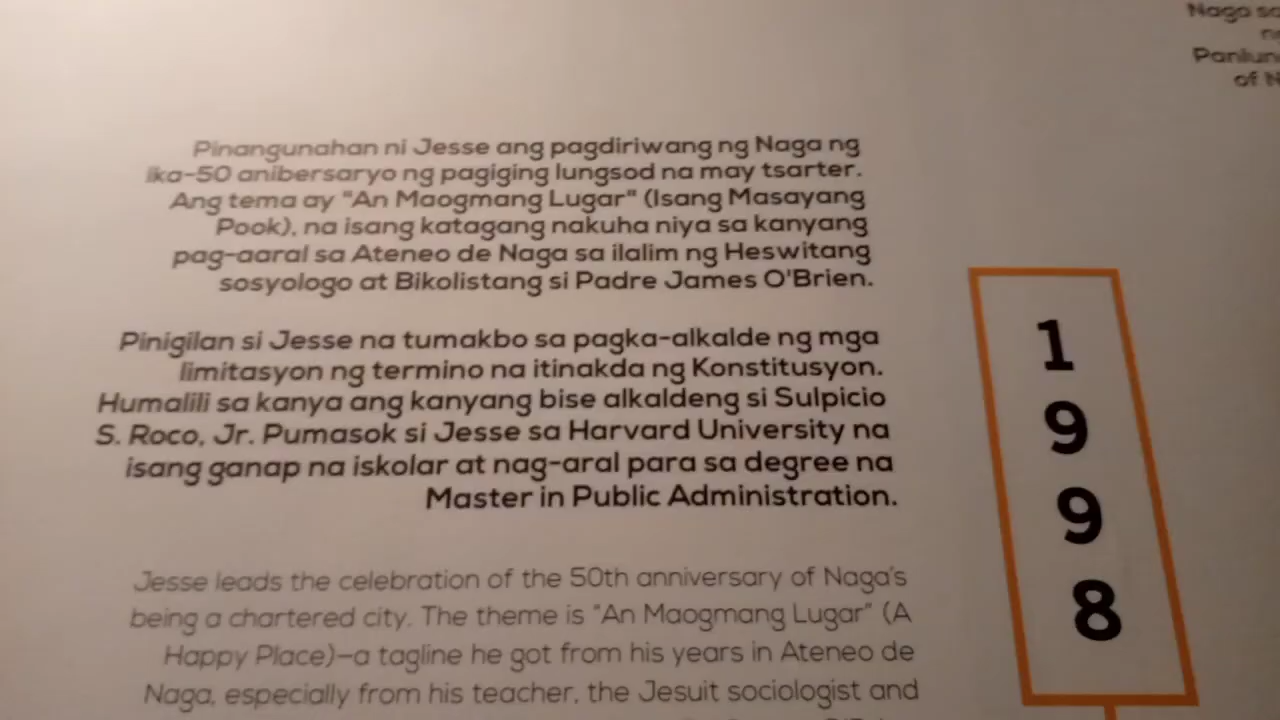 Naga
Panlun
of N
Pinangunahan ni Jesse ang pagdiriwang ng Naga ng
ika-50 anibersaryo ng pagiging lungsod na may tsarter.
Ang tema ay "An Maogmang Lugar" (Isang Masayang
Pook), na isang katagang nakuha niya sa kanyang
pag-aaral sa Ateneo de Naga sa ilalim ng Heswitang
sosyologo at Bikolistang si Padre James O'Brien.
Pinigilan si Jesse na tumakbo sa pagka-alkalde ng mga
limitasyon ng termino na itinakda ng Konstitusyon.
Humalili sa kanya ang kanyang bise alkaldeng si Sulpicio
S. Roco, Jr. Pumasok si Jesse sa Harvard University na
isang ganap na iskolar at nag-aral para sa degree na
Master in Public Administration.
Jesse leads the celebration of the 50th anniversary of Naga's
being a chartered city. The theme is "An Maogmang Lugar" (A
Happy Place)—a tagline he got from his years in Ateneo de
Naga, especially from his teacher, the Jesuit sociologist and
1
9
9
8